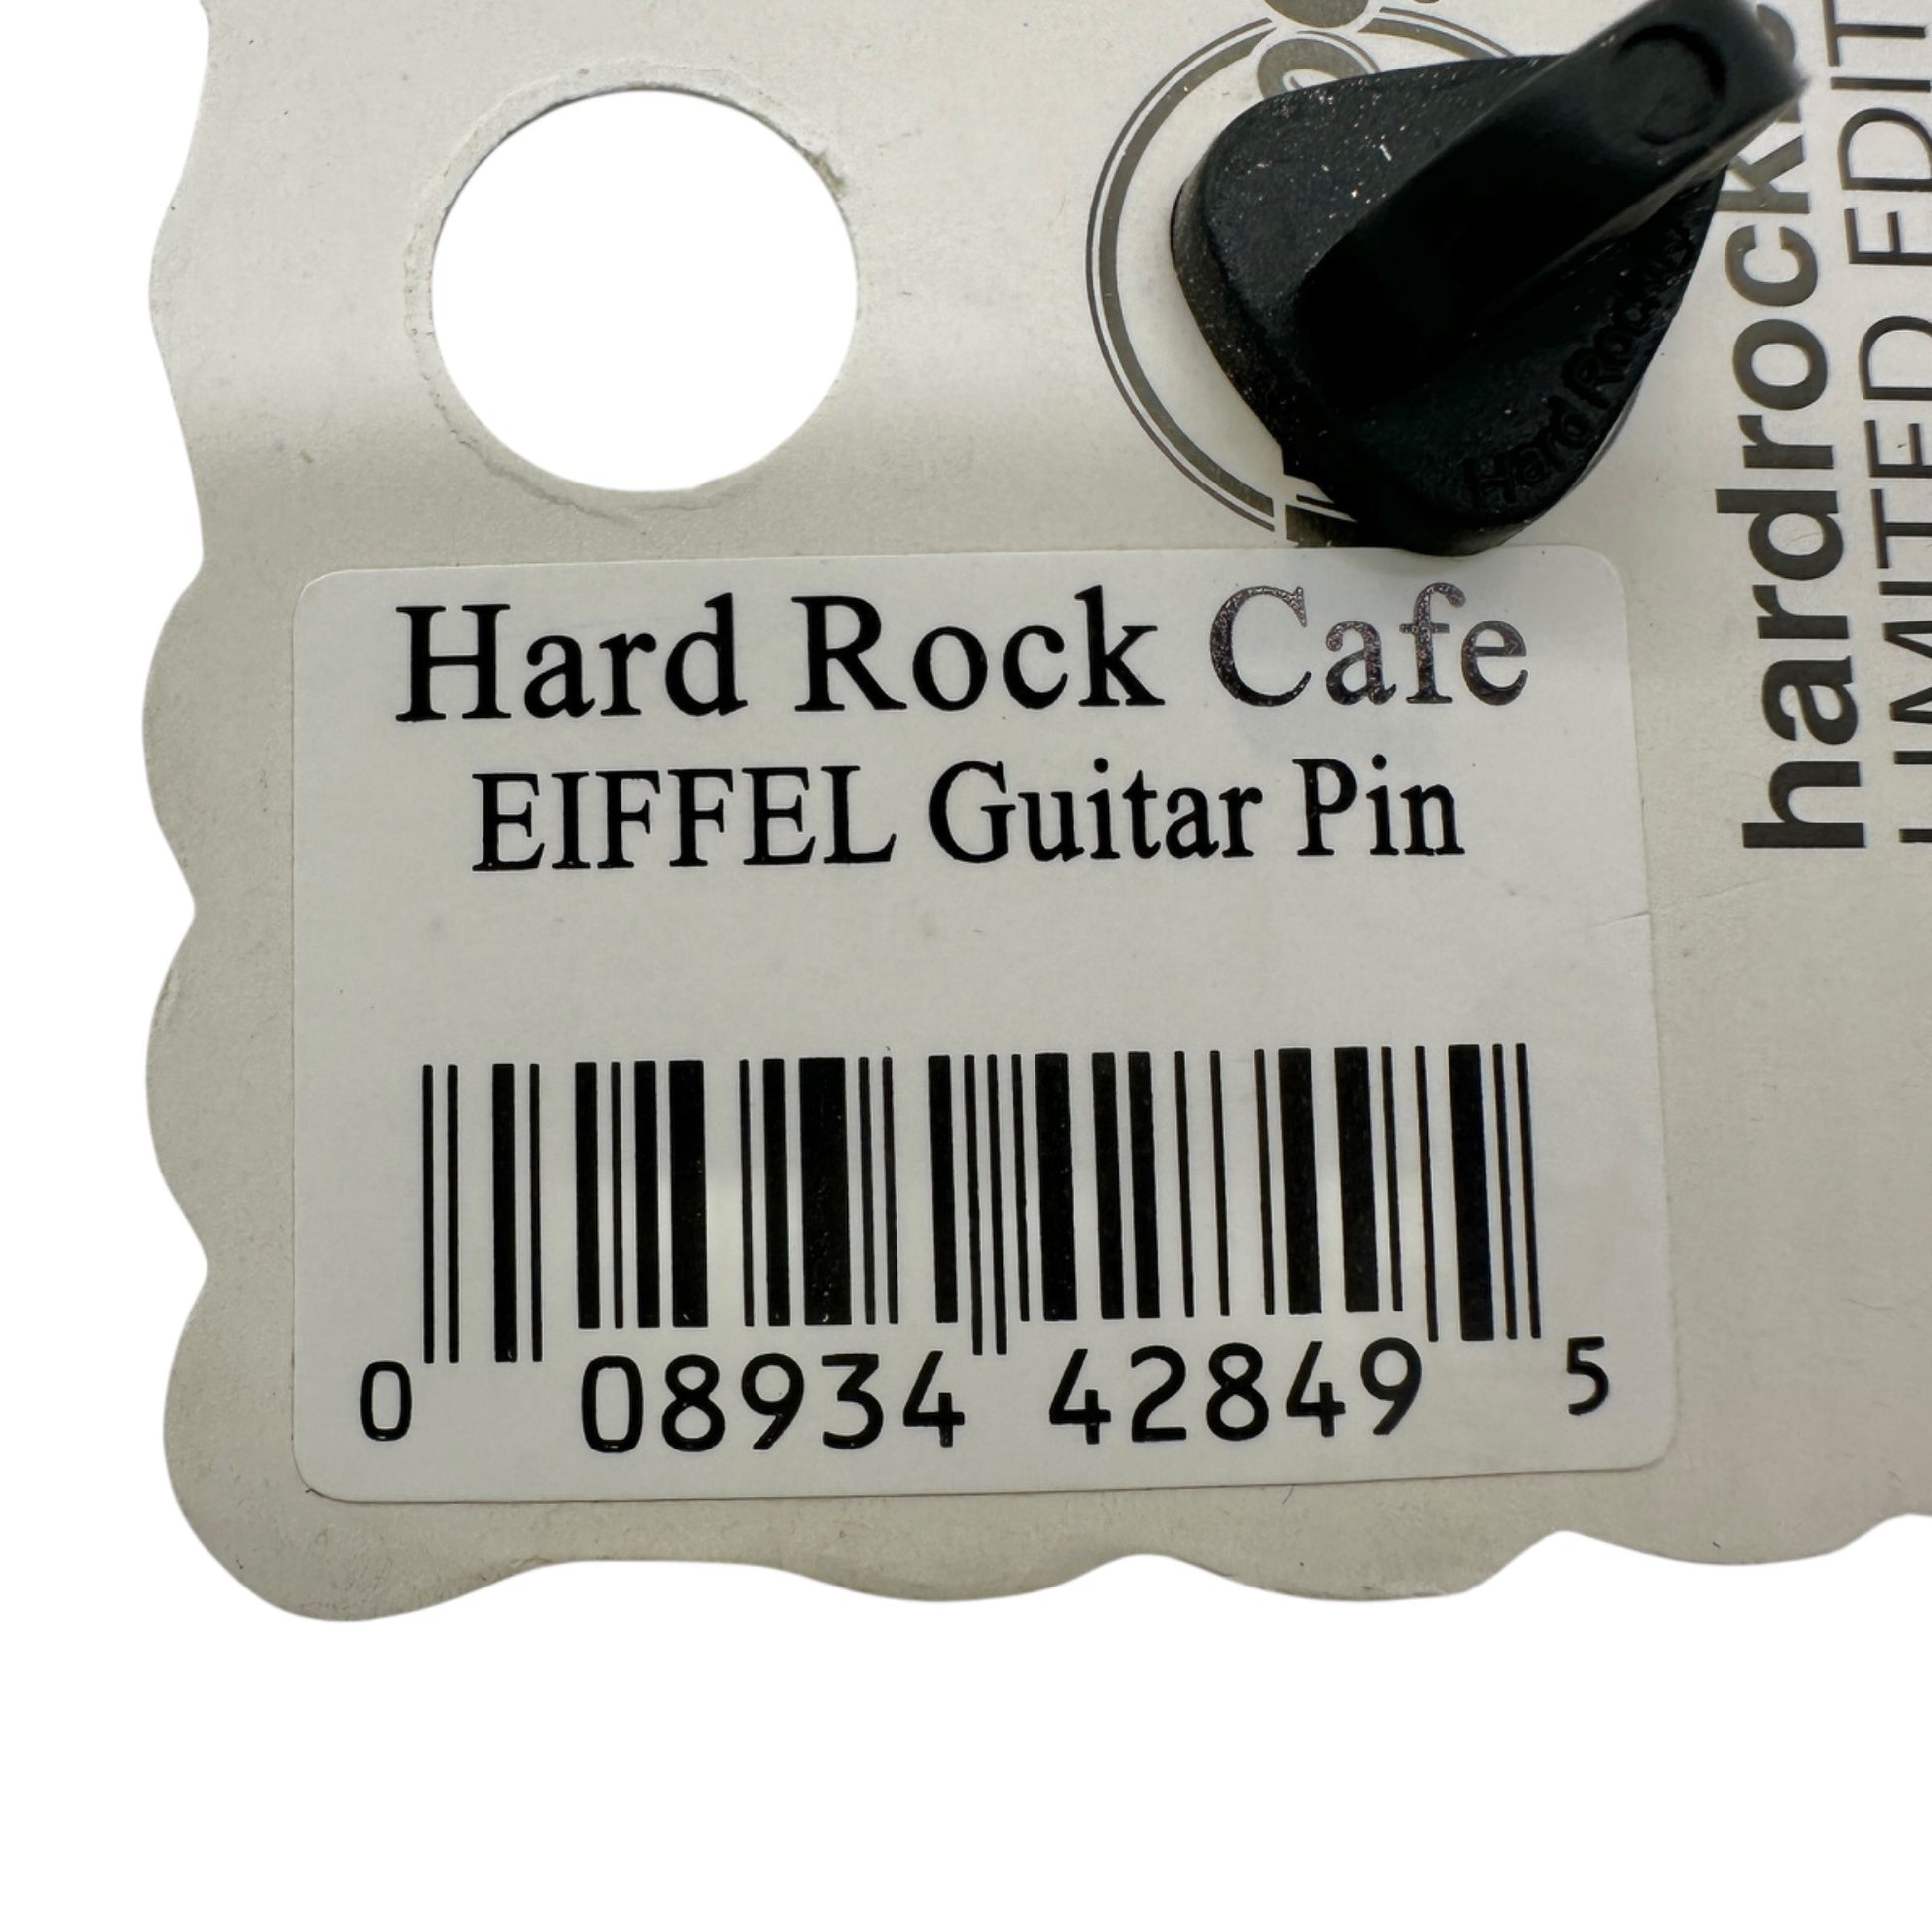 Hard Rock Cafe
EIFFEL Guitar Pin
0 08934 42849 5
hardrock
LIMITED EDIT
Hard Rock